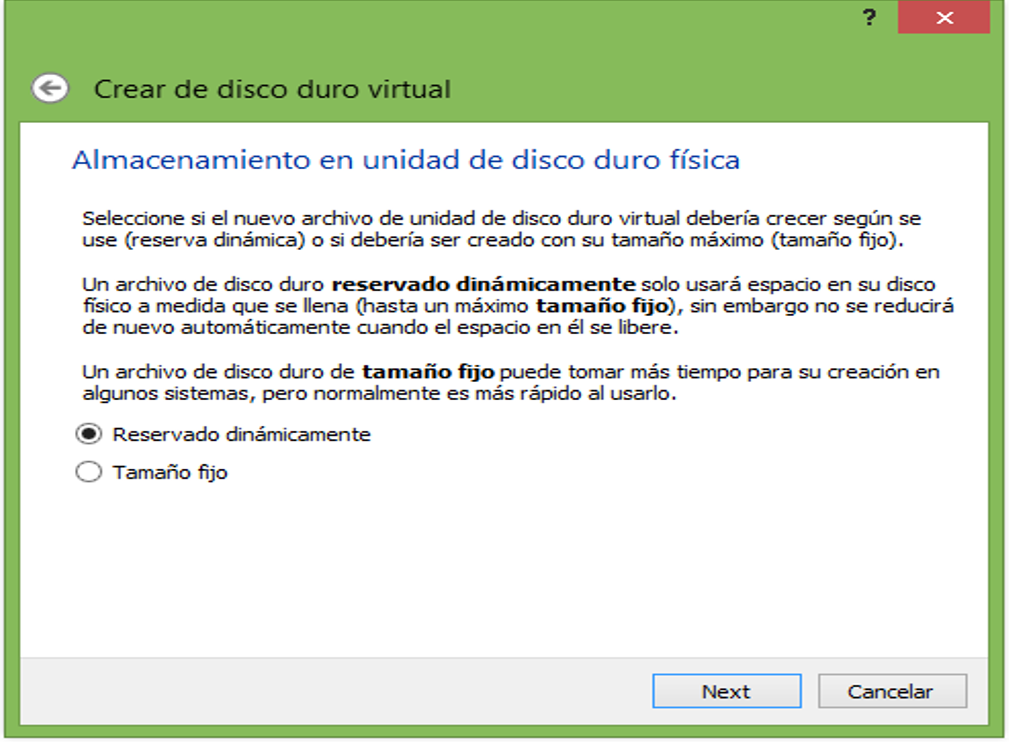 ?
Crear de disco duro virtual
Almacenamiento en unidad de disco duro física
Seleccione si el nuevo archivo de unidad de disco duro virtual debería crecer según se
use (reserva dinámica) o si debería ser creado con su tamaño máximo (tamaño fijo).
Un archivo de disco duro reservado dinámicamente solo usará espacio en su disco
físico a medida que se llena (hasta un máximo tamaño fijo), sin embargo no se reducirá
de nuevo automáticamente cuando el espacio en él se libere.
Un archivo de disco duro de tamaño fijo puede tomar más tiempo para su creación en
algunos sistemas, pero normalmente es más rápido al usarlo.
Reservado dinámicamente
Tamaño fijo
Next Cancelar